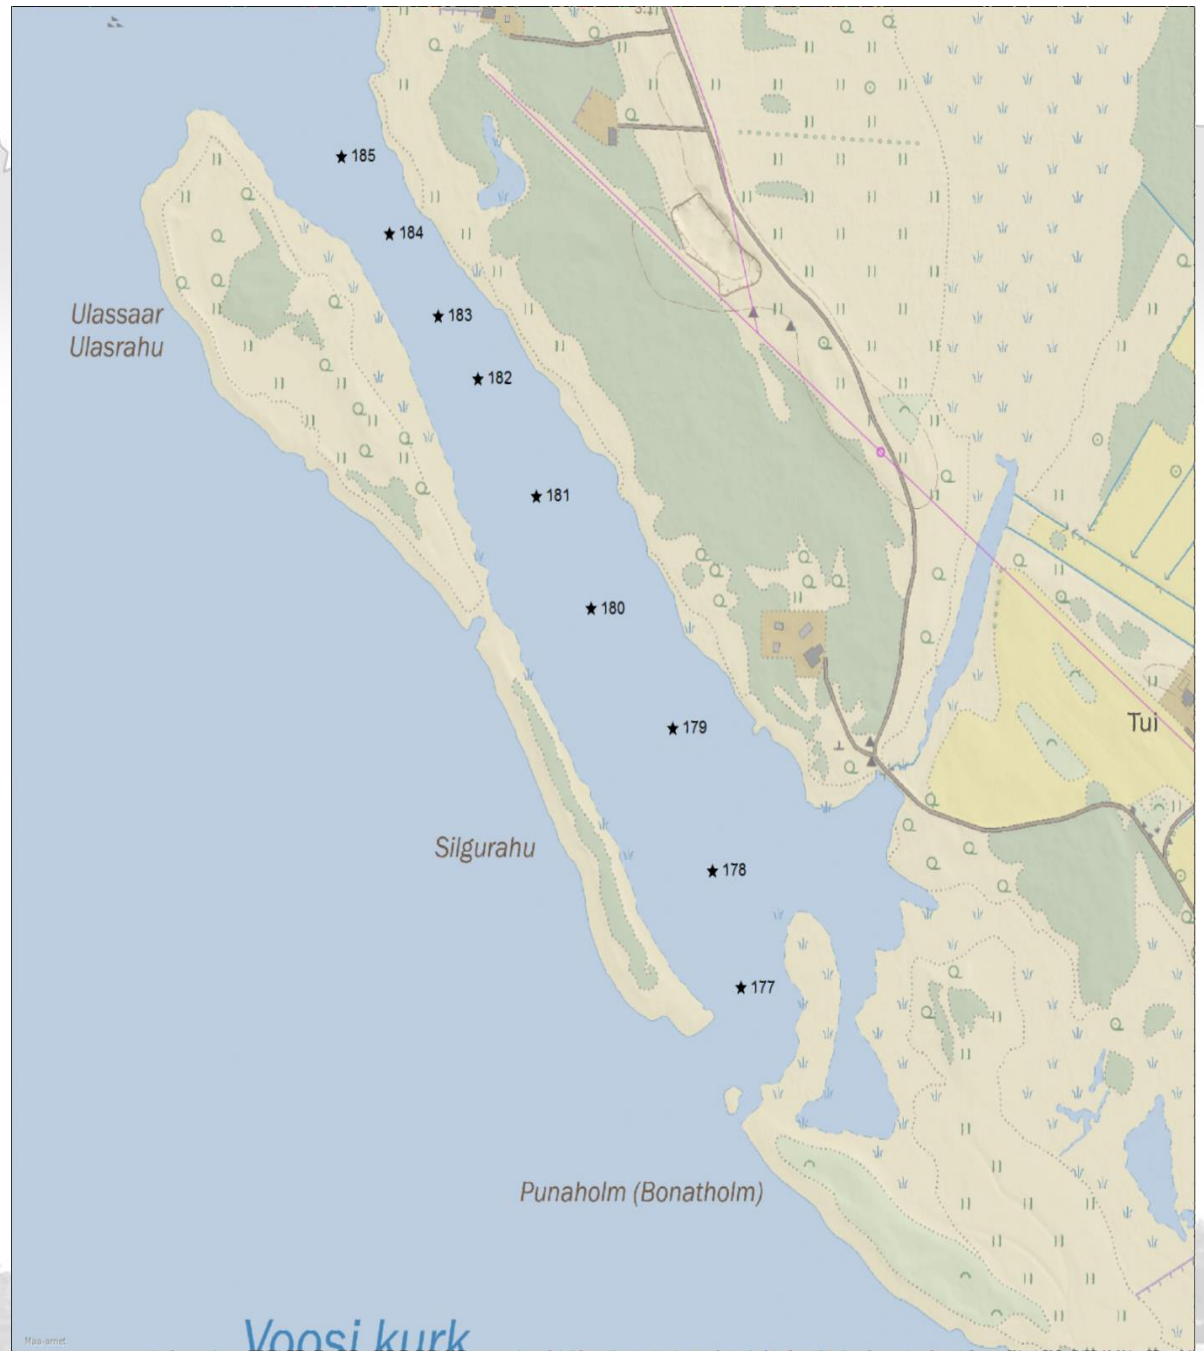 185
184
Ulassaar
Ulasrahu
183
182
181
180
179
Tui
Silgurahu
178
177
Punaholm (Bonatholm)
Voosi kurk
Maa-amet